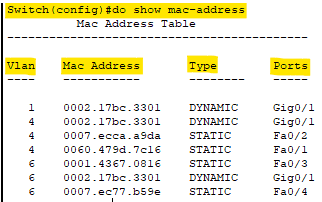 Switch(config)#do show mac-address
Mac Address Table
-------------------------------------------
Vlan Mac Address Type Ports
---- ----------- -------- -----
1 0002.17bc.3301 DYNAMIC Gig0/1
4 0002.17bc.3301 DYNAMIC Gig0/1
4 0007.ecca.a9da STATIC Fa0/2
4 0060.479d.7c16 STATIC Fa0/1
6 0001.4367.0816 STATIC Fa0/3
6 0002.17bc.3301 DYNAMIC Gig0/1
6 0007.ec77.b59e STATIC Fa0/4